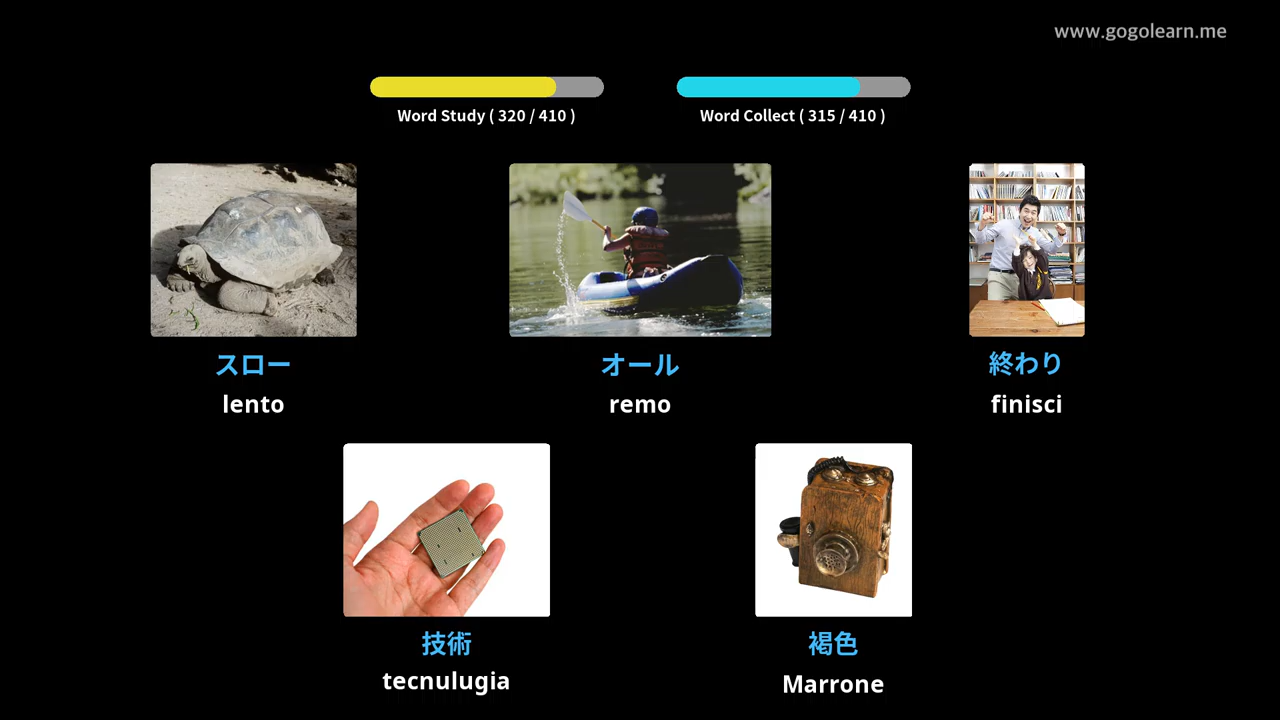 www.gogolearn.me
Word Study ( 320 / 410 )
Word Collect ( 315 / 410 )
スロー
lento
オール
remo
終わり
finisci
技術
tecnulugia
褐色
Marrone